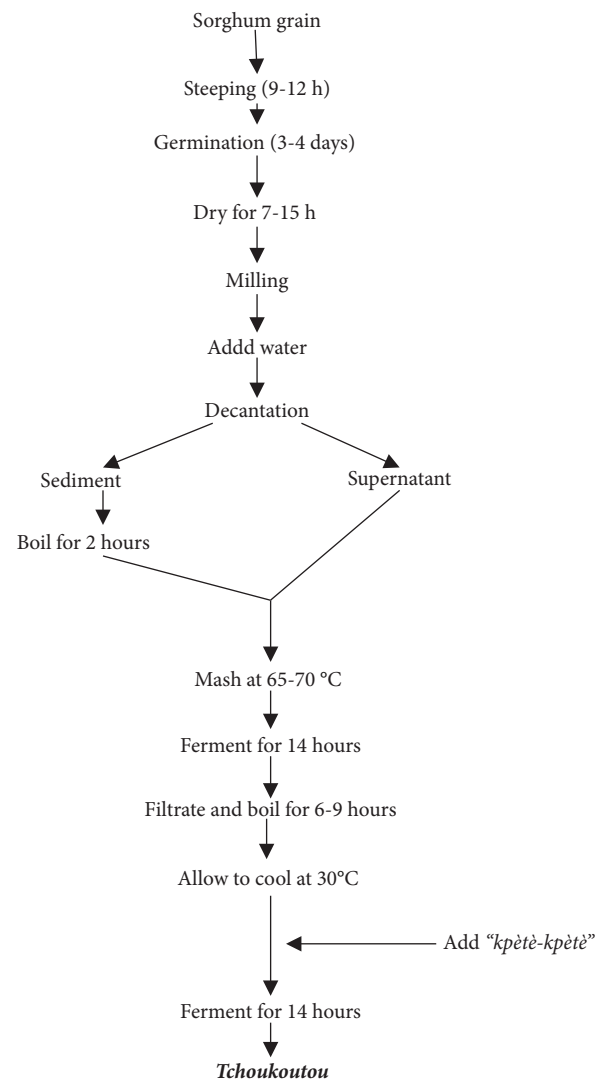 Sorghum grain
Steeping (9-12 h)
Germination (3-4 days)
Dry for 7-15 h
Milling
Addd water
Decantation
Sediment
Supernatant
Boil for 2 hours
Mash at 65-70 °C
Ferment for 14 hours
Filtrate and boil for 6-9 hours
Allow to cool at 30°C
Add “kpètè-kpètè”
Ferment for 14 hours
Tchoukoutou